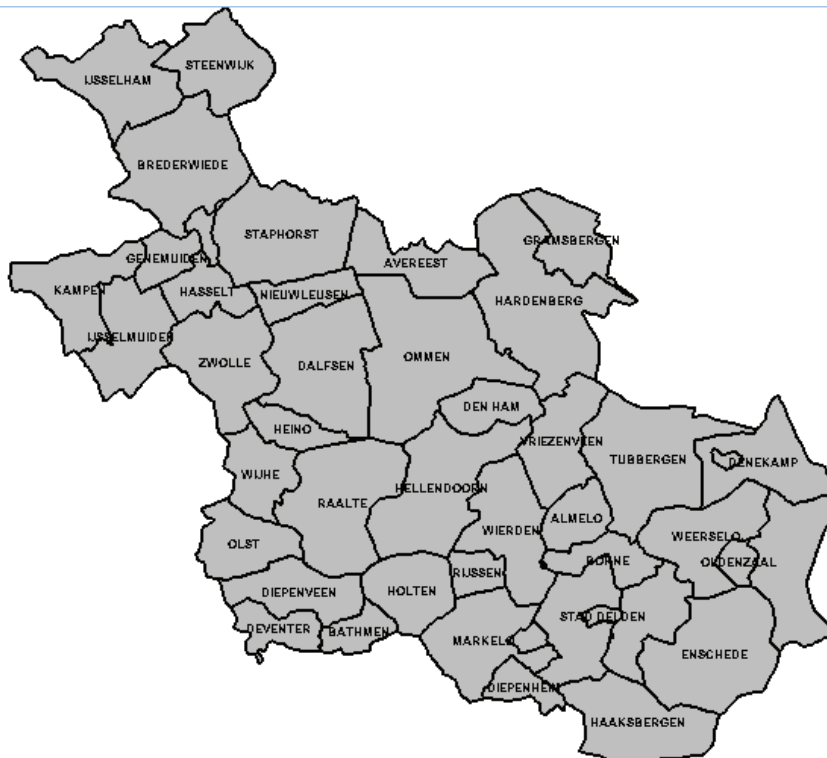 STEENWIJK
IJSSELHAM
BREDERWIEDE
STAPHORST
GRAMSBERGEN
GENEMUIDEN
AVEREEST
KAMPEN
HASSELT
NIEUWLEUSEN
HARDENBERG
IJSSELMUIDEN
OMMEN
ZWOLLE
DALFSEN
DEN HAM
HEINO
VRIEZENVEEN
TUBBERGEN
DENEKAMP
WIJHE
RAALTE
HELLENDOORN
ALMELO
WIERDEN
WEERSELO
OLST
BORNE
OLDENZAAL
RIJSSEN
DIEPENVEEN
HOLTEN
STAD DELDEN
DEVENTER
BATHMEN
MARKELO
ENSCHEDE
DIEPENHEIM
HAAKSBERGEN